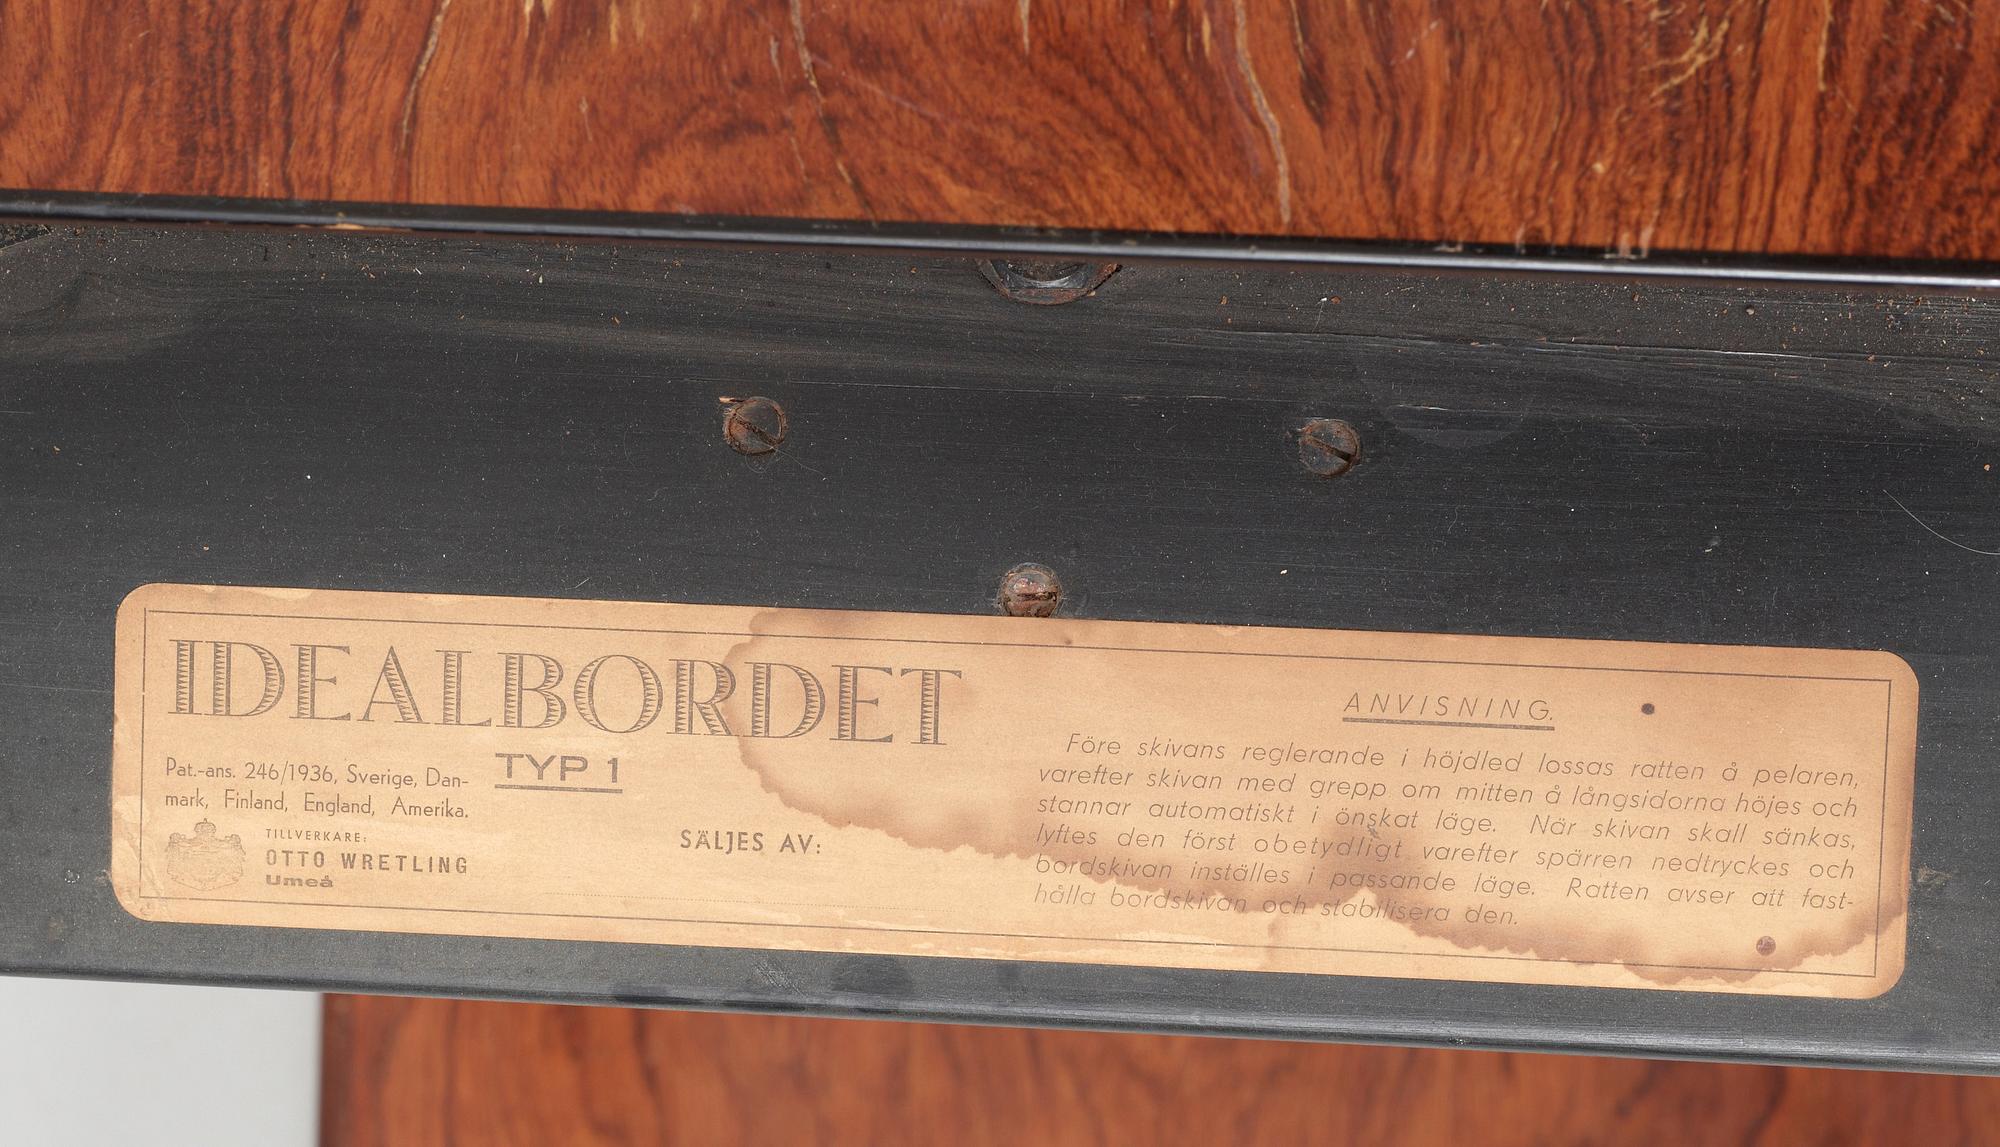 IDEALBORDET
TYP 1
Pat.-ans. 246/1936, Sverige, Dan-
mark, Finland, England, Amerika.
TILLVERKARE:
OTTO WRETLING
Umeå
SÄLJES AV:
ANVISNING.
Före skivans reglerande i höjdled lossas ratten å pelaren,
varefter skivan med grepp om mitten å långsidorna höjes och
stannar automatiskt i önskat läge. När skivan skall sänkas,
lyftes den först obetydligt varefter spärren nedtryckes och
bordskivan inställes i passande läge. Ratten avser att fast-
hålla bordskivan och stabilisera den.